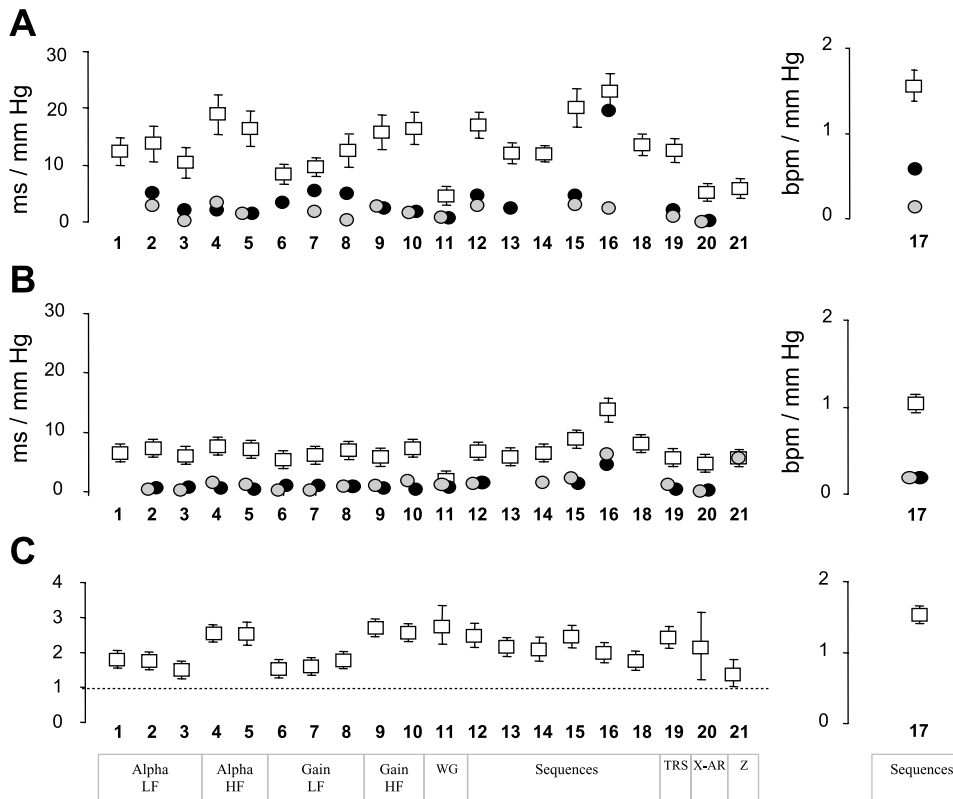 A
ms / mm Hg
30
20
10
0
1 2 3 4 5 6 7 8 9 10 11 12 13 14 15 16 18 19 20 21
bpm / mm Hg
2
1
0
17
B
ms / mm Hg
30
20
10
0
1 2 3 4 5 6 7 8 9 10 11 12 13 14 15 16 18 19 20 21
bpm / mm Hg
2
1
0
17
C
4
3
2
1
0
1 2 3 4 5 6 7 8 9 10 11 12 13 14 15 16 18 19 20 21
2
1
0
17
Alpha
LF
Alpha
HF
Gain
LF
Gain
HF
WG
Sequences
TRS
X-AR
Z
Sequences